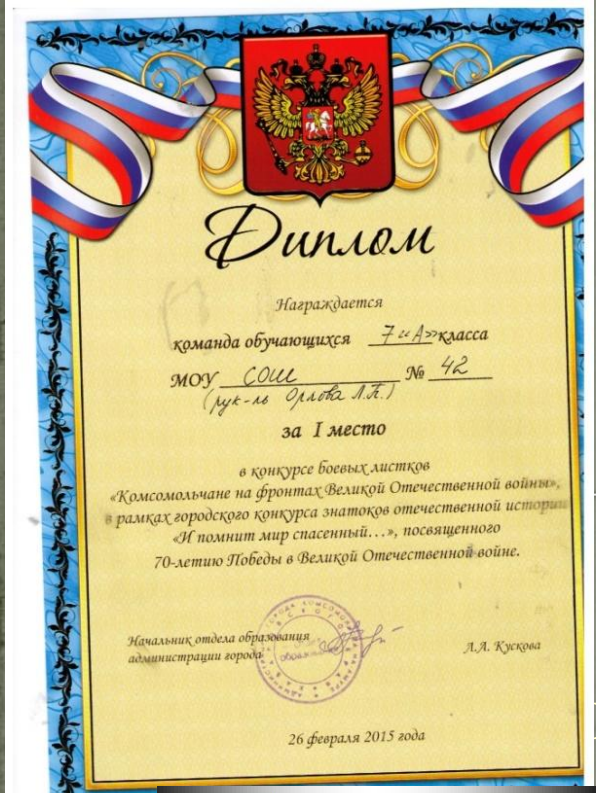 Диплом
Награждается
команда обучающихся 7 «А» класса
МОУ СОШ № 42
(рук-ль Орлова Л.П.)
за I место
в конкурсе боевых листков
«Комсомольчане на фронтах Великой Отечественной войны»,
в рамках городского конкурса знатоков отечественной истории
«И помнит мир спасенный…», посвященного
70-летию Победы в Великой Отечественной войне.
Начальник отдела образования
администрации города
Л.А. Кускова
26 февраля 2015 года